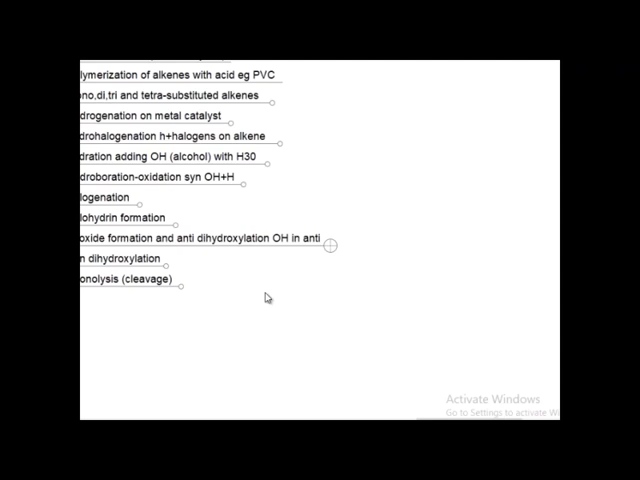 lymerization of alkenes with acid eg PVC
ono,di,tri and tetra-substituted alkenes
drogenation on metal catalyst
drohalogenation h+halogens on alkene
dration adding OH (alcohol) with H30
droboration-oxidation syn OH+H
logenation
lohydrin formation
oxide formation and anti dihydroxylation OH in anti
n dihydroxylation
onolysis (cleavage)
Activate Windows
Go to Settings to activate Wi